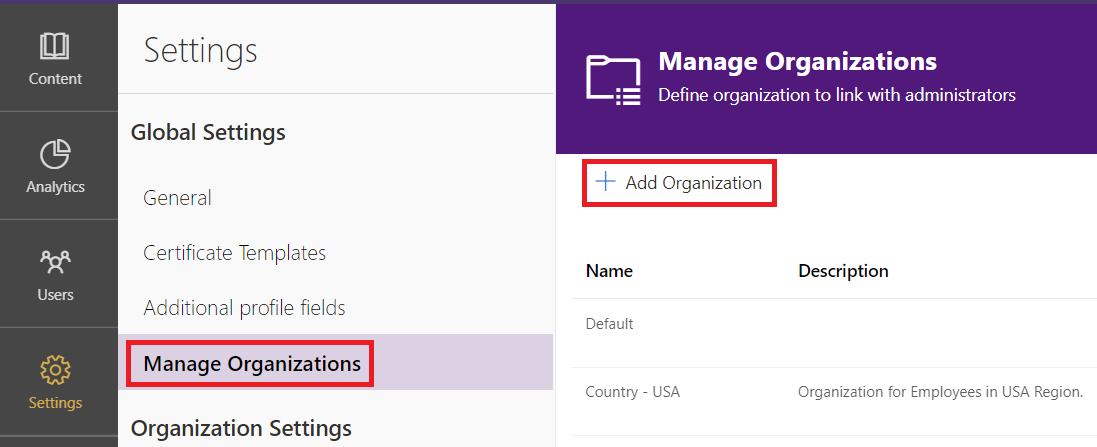 Content
Analytics
Users
Settings
Settings
Global Settings
General
Certificate Templates
Additional profile fields
Manage Organizations
Organization Settings
Manage Organizations
Define organization to link with administrators
Add Organization
Name Description
Default
Country - USA Organization for Employees in USA Region.